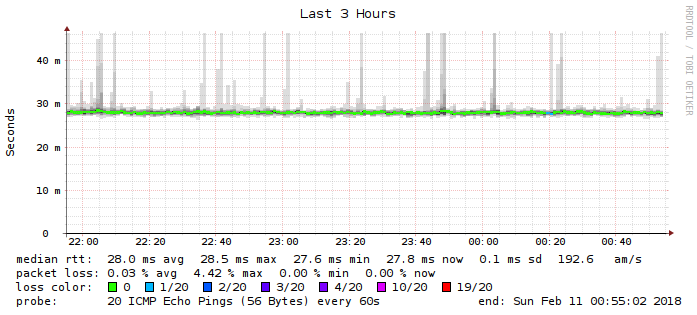 Last 3 Hours
RRDTOOL / TOBI OETIKER
Seconds
40 m
30 m
20 m
10 m
0
22:00 22:20 22:40 23:00 23:20 23:40 00:00 00:20 00:40
median rtt: 28.0 ms avg 28.5 ms max 27.6 ms min 27.8 ms now 0.1 ms sd 192.6 am/s
packet loss: 0.03 % avg 4.42 % max 0.00 % min 0.00 % now
loss color: 0 1/20 2/20 3/20 4/20 10/20 19/20
probe: 20 ICMP Echo Pings (56 Bytes) every 60s end: Sun Feb 11 00:55:02 2018